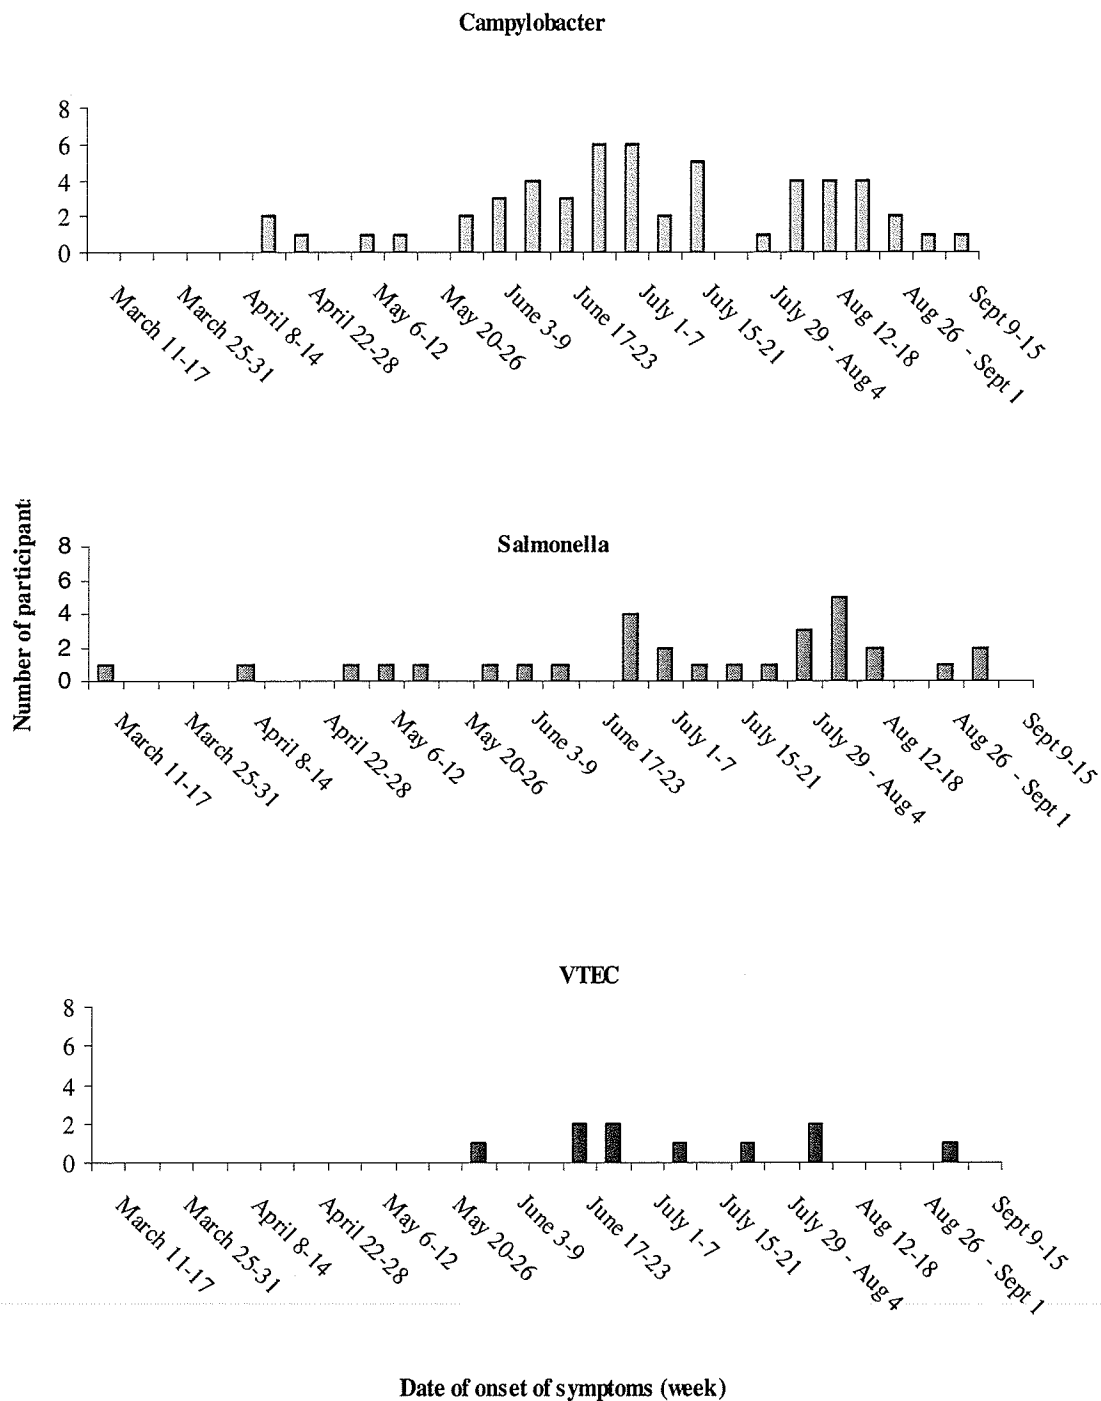 Campylobacter
8
6
4
2
0
March 11-17
March 25-31
April 8-14
April 22-28
May 6-12
May 20-26
June 3-9
June 17-23
July 1-7
July 15-21
July 29 - Aug 4
Aug 12-18
Aug 26 - Sept 1
Sept 9-15
Number of participants
Salmonella
8
6
4
2
0
March 11-17
March 25-31
April 8-14
April 22-28
May 6-12
May 20-26
June 3-9
June 17-23
July 1-7
July 15-21
July 29 - Aug 4
Aug 12-18
Aug 26 - Sept 1
Sept 9-15
VTEC
8
6
4
2
0
March 11-17
March 25-31
April 8-14
April 22-28
May 6-12
May 20-26
June 3-9
June 17-23
July 1-7
July 15-21
July 29 - Aug 4
Aug 12-18
Aug 26 - Sept 1
Sept 9-15
Date of onset of symptoms (week)